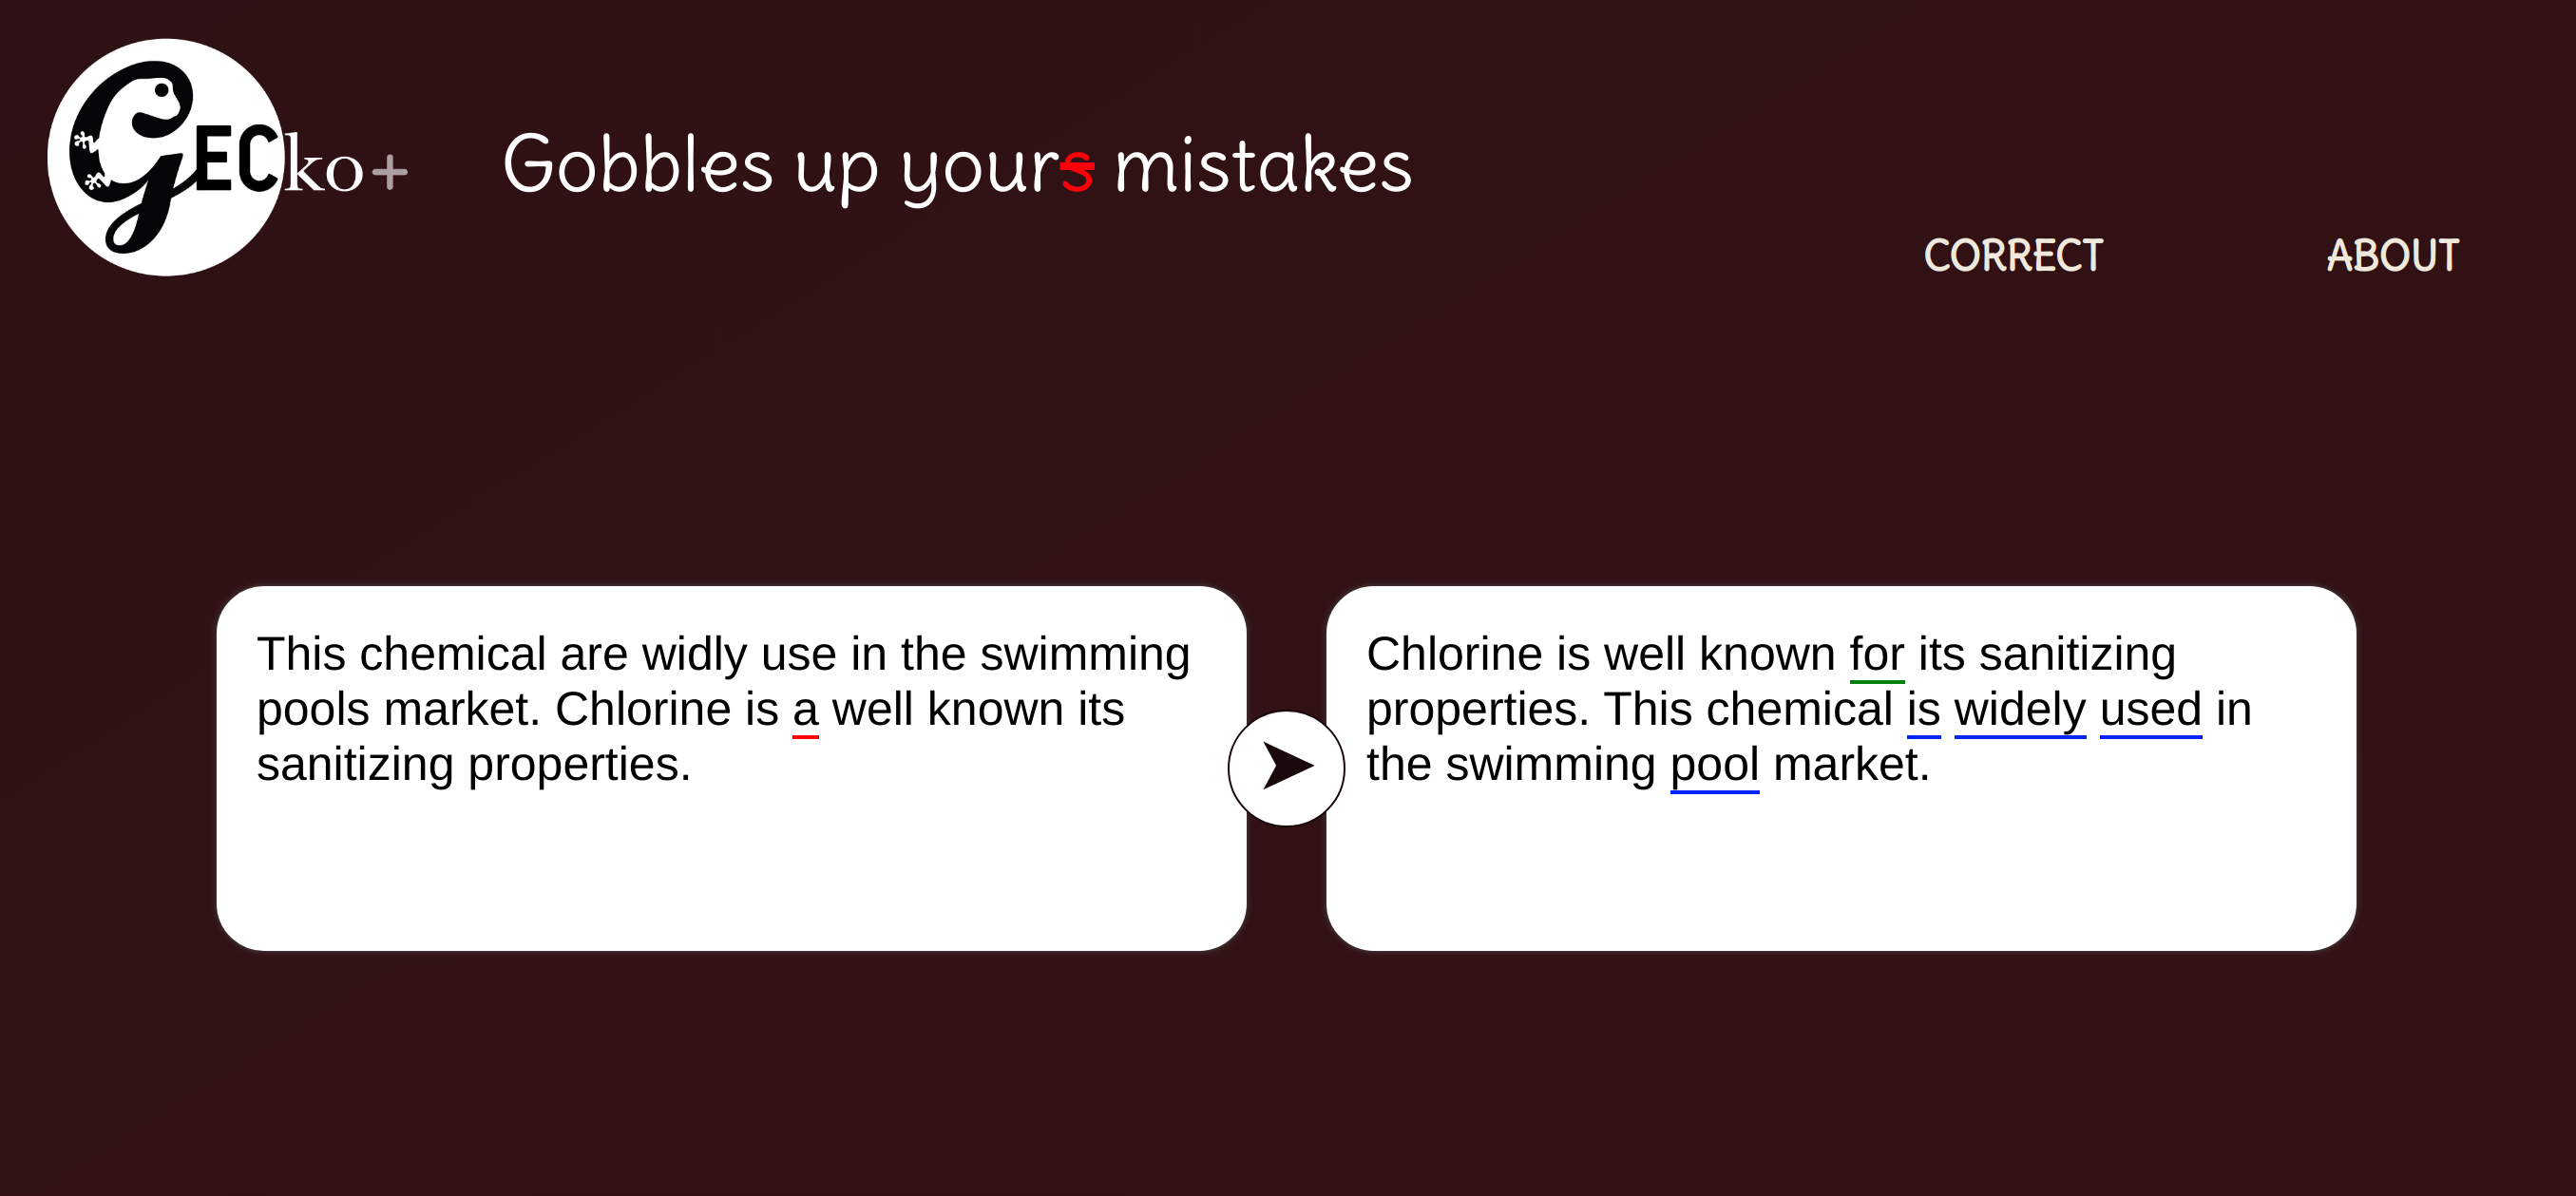 GECko+
Gobbles up yours mistakes
CORRECT
ABOUT
This chemical are widly use in the swimming
pools market. Chlorine is a well known its
sanitizing properties.
Chlorine is well known for its sanitizing
properties. This chemical is widely used in
the swimming pool market.